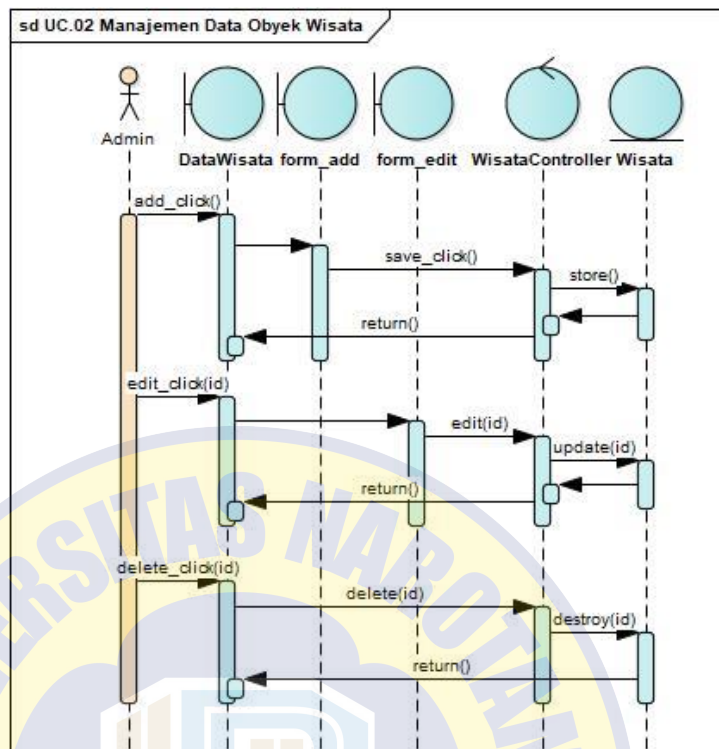 sd UC.02 Manajemen Data Obyek Wisata
Admin
DataWisata form_add form_edit WisataController Wisata
add_click()
save_click()
store()
return()
edit_click(id)
edit(id)
update(id)
return()
delete_click(id)
delete(id)
destroy(id)
return()